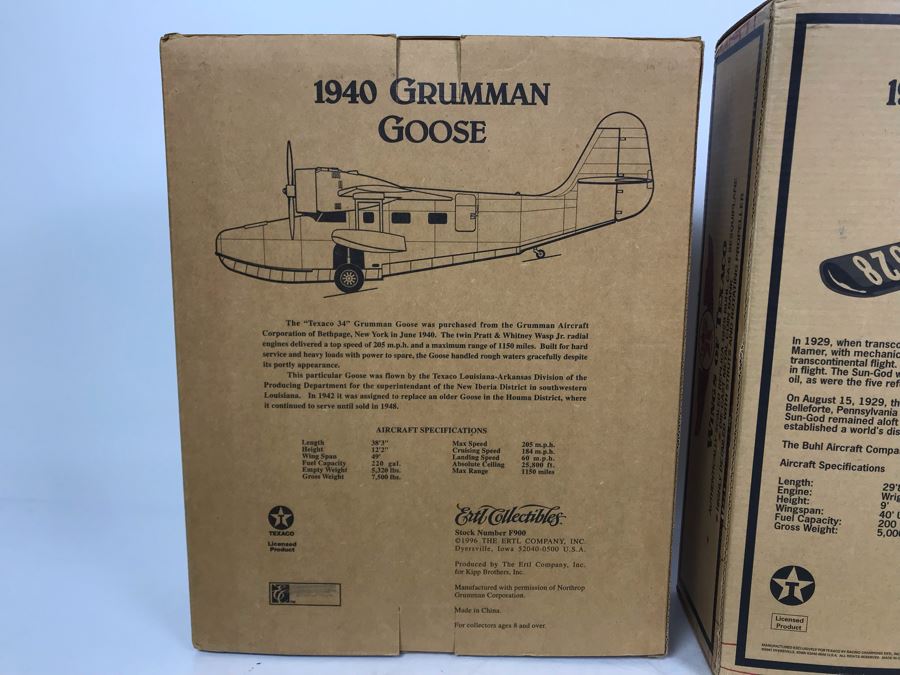 1940 GRUMMAN
GOOSE
The "Texaco 34" Grumman Goose was purchased from the Grumman Aircraft
Corporation of Bethpage, New York in June 1940. The twin Pratt & Whitney Wasp Jr. radial
engines delivered a top speed of 205 m.p.h. and a maximum range of 1150 miles. Built for hard
service and heavy loads with power to spare, the Goose handled rough waters gracefully despite
its portly appearance.
This particular Goose was flown by the Texaco Louisiana-Arkansas Division of the
Producing Department for the superintendant of the New Iberia District in southwestern
Louisiana. In 1942 it was assigned to replace an older Goose in the Houma District, where
it continued to serve until sold in 1948.
AIRCRAFT SPECIFICATIONS
Length 38'3" Max Speed 205 m.p.h.
Height 12'2" Cruising Speed 184 m.p.h.
Wing Span 49' Landing Speed 60 m.p.h.
Fuel Capacity 220 gal. Absolute Ceiling 25,800 ft.
Empty Weight 5,320 lbs. Max Range 1150 miles
Gross Weight 7,500 lbs.
T
TEXACO
Licensed
Product
Ertl Collectibles™
Stock Number F900
©1996 THE ERTL COMPANY, INC
Dyersville, Iowa 52040-0500 U.S.A.
Produced by The Ertl Company, Inc.
for Kipp Brothers, Inc.
Manufactured with permission of Northrop
Grumman Corporation.
Made in China.
For collectors ages 8 and over.
828
In 1929, when transco
Mamer, with mechanic
transcontinental flight.
in flight. The Sun-God w
oil, as were the five ref
On August 15, 1929, th
Belleforte, Pennsylvania
Sun-God remained aloft
established a world's dis
The Buhl Aircraft Compa
Aircraft Specifications
Length: 29'8
Engine: Wrig
Height: 9'
Wingspan: 40' U
Fuel Capacity: 200
Gross Weight: 5,000
T
Licensed
Product